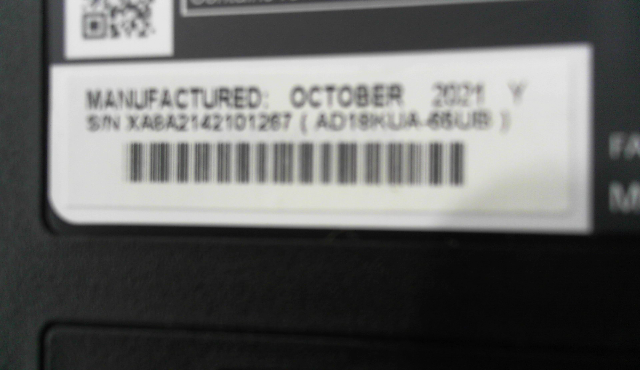 MANUFACTURED: OCTOBER 2021 Y
S/N XA8A2142101267 ( AD18KUA-65UB )